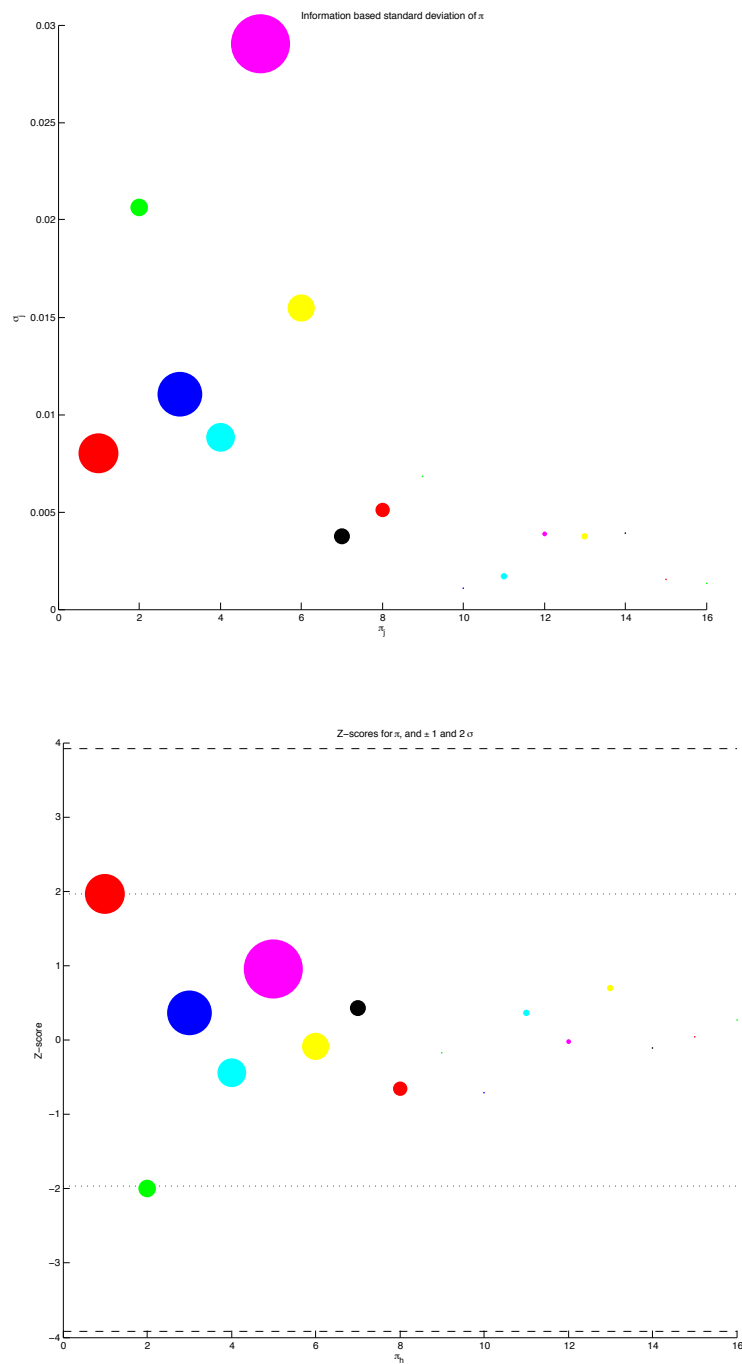 Information based standard deviation of π
0.03
0.025
0.02
0.015
0.01
0.005
0
σj
0 2 4 6 8 10 12 14 16
πj
Z−scores for π, and ± 1 and 2 σ
4
3
2
1
0
−1
−2
−3
−4
Z−score
0 2 4 6 8 10 12 14 16
πh